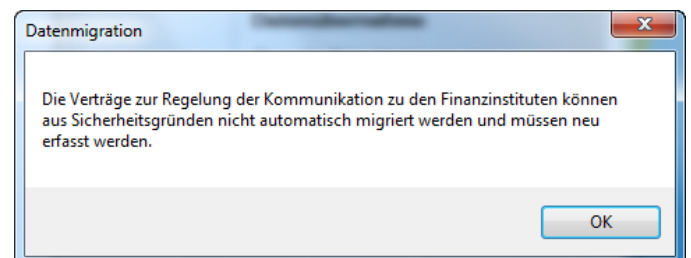 Datenmigration
Die Verträge zur Regelung der Kommunikation zu den Finanzinstituten können
aus Sicherheitsgründen nicht automatisch migriert werden und müssen neu
erfasst werden.
OK